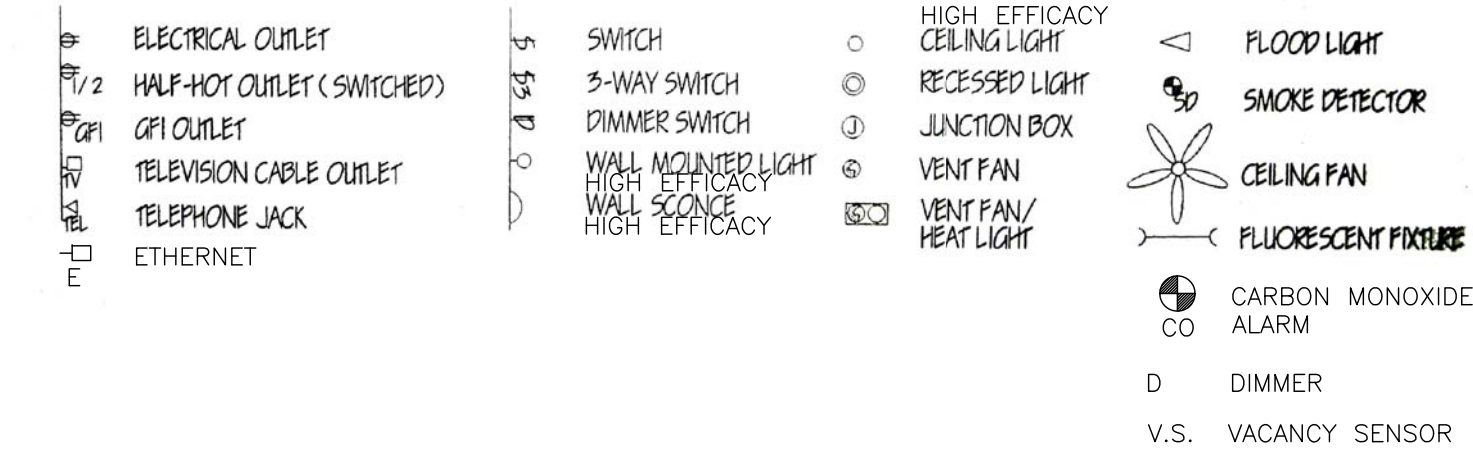 ELECTRICAL OUTLET
1/2 HALF-HOT OUTLET (SWITCHED)
GFI GFI OUTLET
TV TELEVISION CABLE OUTLET
TEL TELEPHONE JACK
E ETHERNET
$ SWITCH
$3 3-WAY SWITCH
D DIMMER SWITCH
WALL MOUNTED LIGHT
HIGH EFFICACY
WALL SCONCE
HIGH EFFICACY
HIGH EFFICACY
CEILING LIGHT
RECESSED LIGHT
J JUNCTION BOX
VENT FAN
VENT FAN/
HEAT LIGHT
FLOOD LIGHT
SD SMOKE DETECTOR
CEILING FAN
FLUORESCENT FIXTURE
CARBON MONOXIDE
CO ALARM
D DIMMER
V.S. VACANCY SENSOR